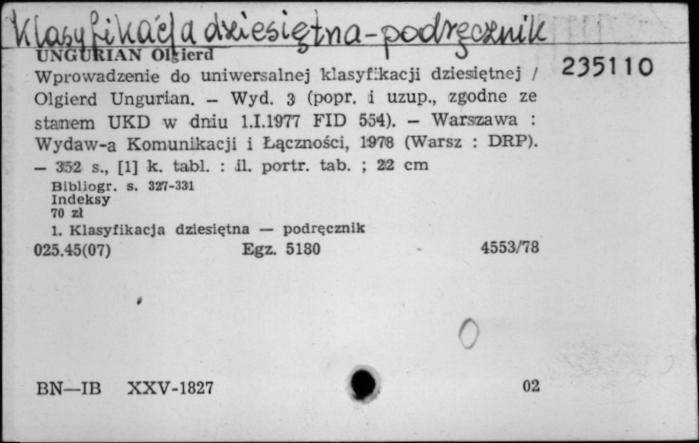 Klasyfikacja dziesiętna - podręcznik
UNGURIAN Olgierd
235110
Wprowadzenie do uniwersalnej klasyfikacji dziesiętnej /
Olgierd Ungurian. — Wyd. 3 (popr. i uzup., zgodne ze
stanem UKD w dniu 1.I.1977 FID 554). — Warszawa :
Wydaw-a Komunikacji i Łączności, 1978 (Warsz : DRP).
— 352 s., [1] k. tabl. : il. portr. tab. ; 22 cm
Bibliogr. s. 327-331
Indeksy
70 zł
1. Klasyfikacja dziesiętna — podręcznik
025.45(07) Egz. 5180 4553/78
0
BN—IB XXV-1827 02